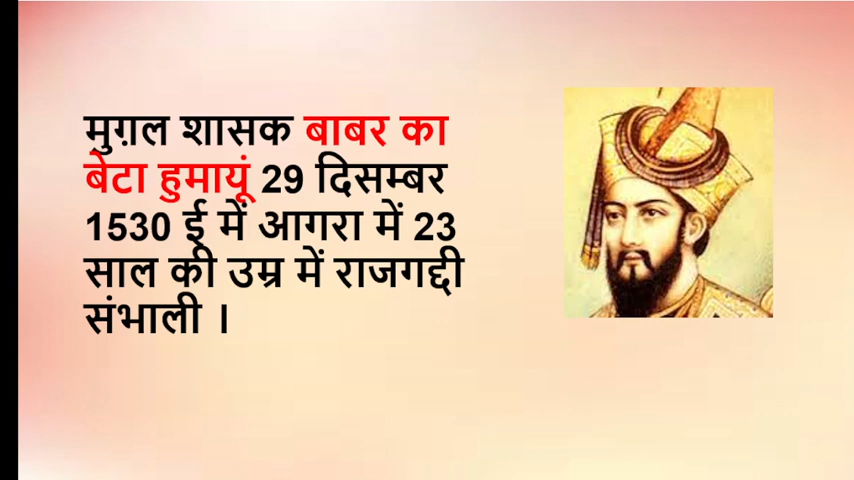 मुग़ल शासक बाबर का
बेटा हुमायूं 29 दिसम्बर
1530 ई में आगरा में 23
साल की उम्र में राजगद्दी
संभाली ।